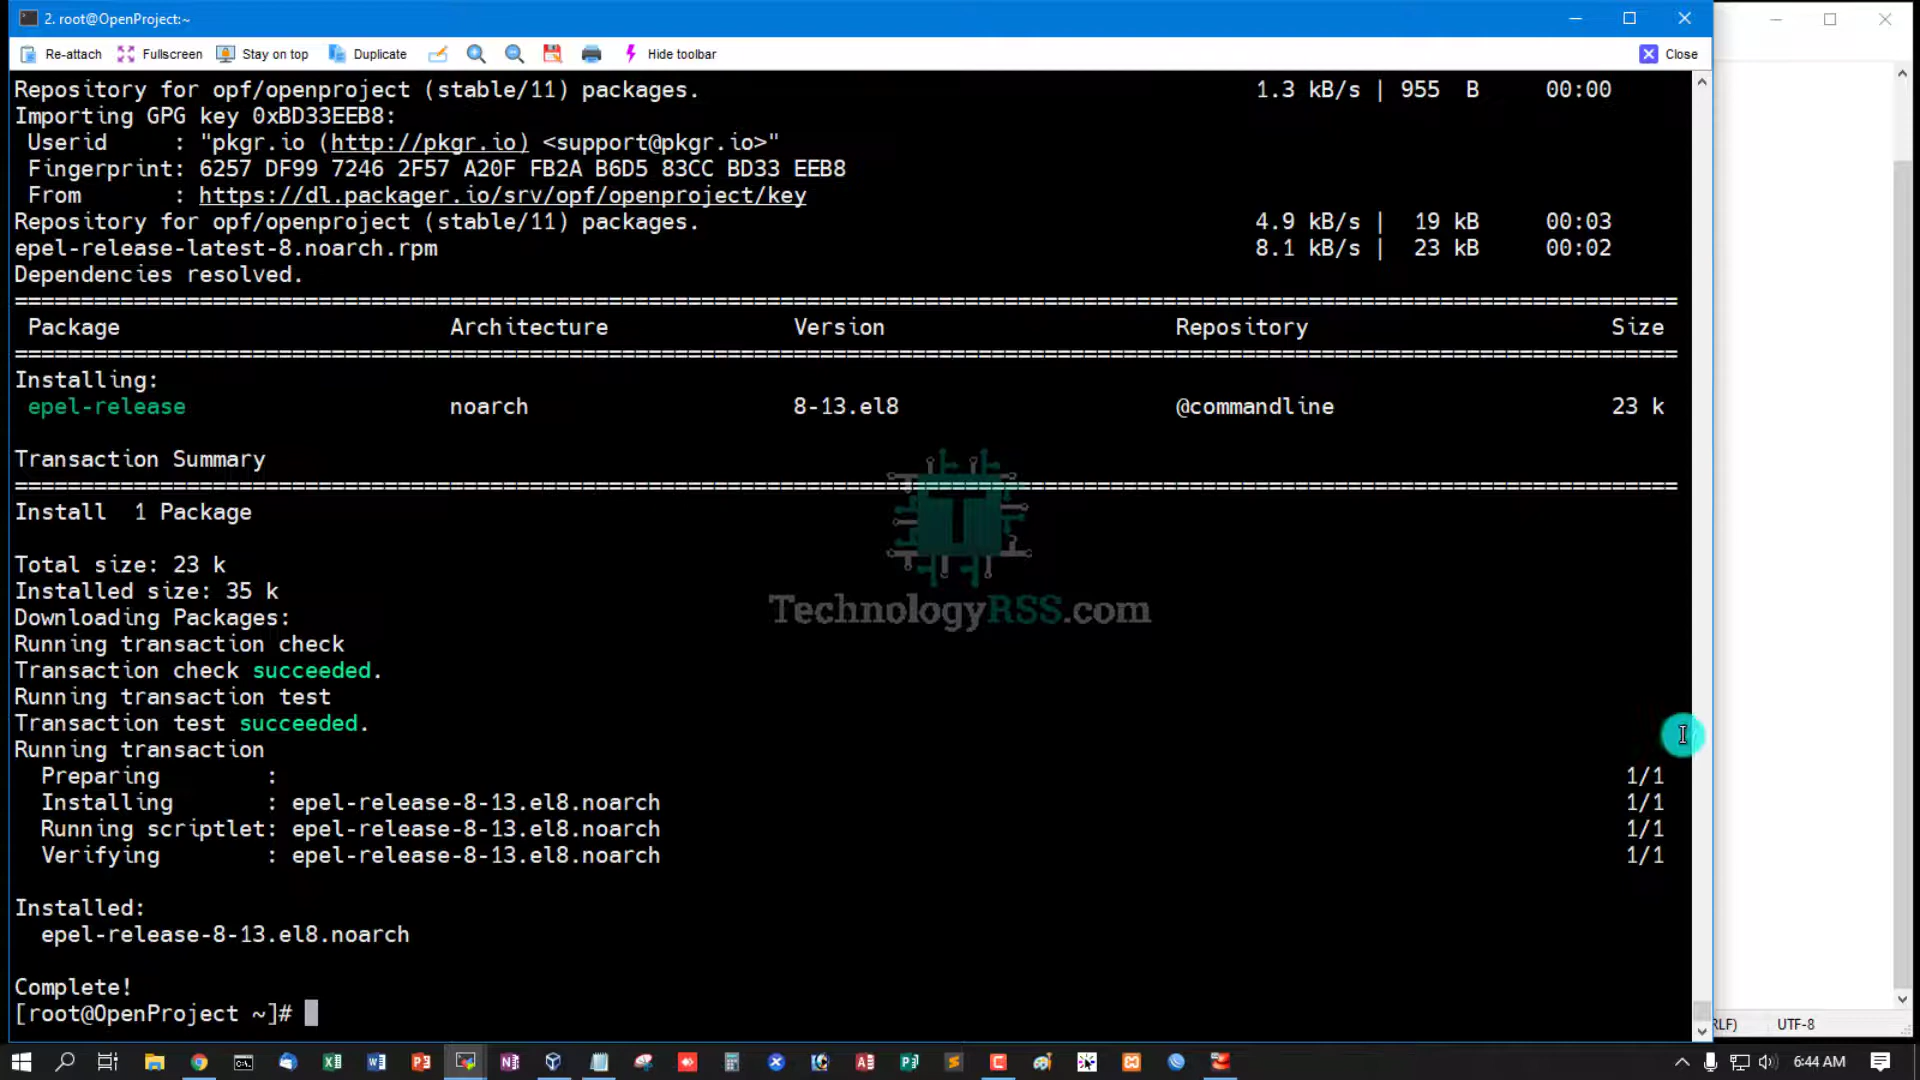 2. root@OpenProject:~
Re-attach Fullscreen Stay on top Duplicate Hide toolbar Close
Repository for opf/openproject (stable/11) packages. 1.3 kB/s | 955 B 00:00
Importing GPG key 0xBD33EEB8:
Userid : "pkgr.io (http://pkgr.io) <support@pkgr.io>"
Fingerprint: 6257 DF99 7246 2F57 A20F FB2A B6D5 83CC BD33 EEB8
From : https://dl.packager.io/srv/opf/openproject/key
Repository for opf/openproject (stable/11) packages. 4.9 kB/s | 19 kB 00:03
epel-release-latest-8.noarch.rpm 8.1 kB/s | 23 kB 00:02
Dependencies resolved.
Package Architecture Version Repository Size
Installing:
epel-release noarch 8-13.el8 @commandline 23 k
Transaction Summary
Install 1 Package
Total size: 23 k
Installed size: 35 k
Downloading Packages:
TechnologyRSS.com
Running transaction check
Transaction check succeeded.
Running transaction test
Transaction test succeeded.
Running transaction
Preparing : 1/1
Installing : epel-release-8-13.el8.noarch 1/1
Running scriptlet: epel-release-8-13.el8.noarch 1/1
Verifying : epel-release-8-13.el8.noarch 1/1
Installed:
epel-release-8-13.el8.noarch
Complete!
[root@OpenProject ~]#
RLF) UTF-8
6:44 AM